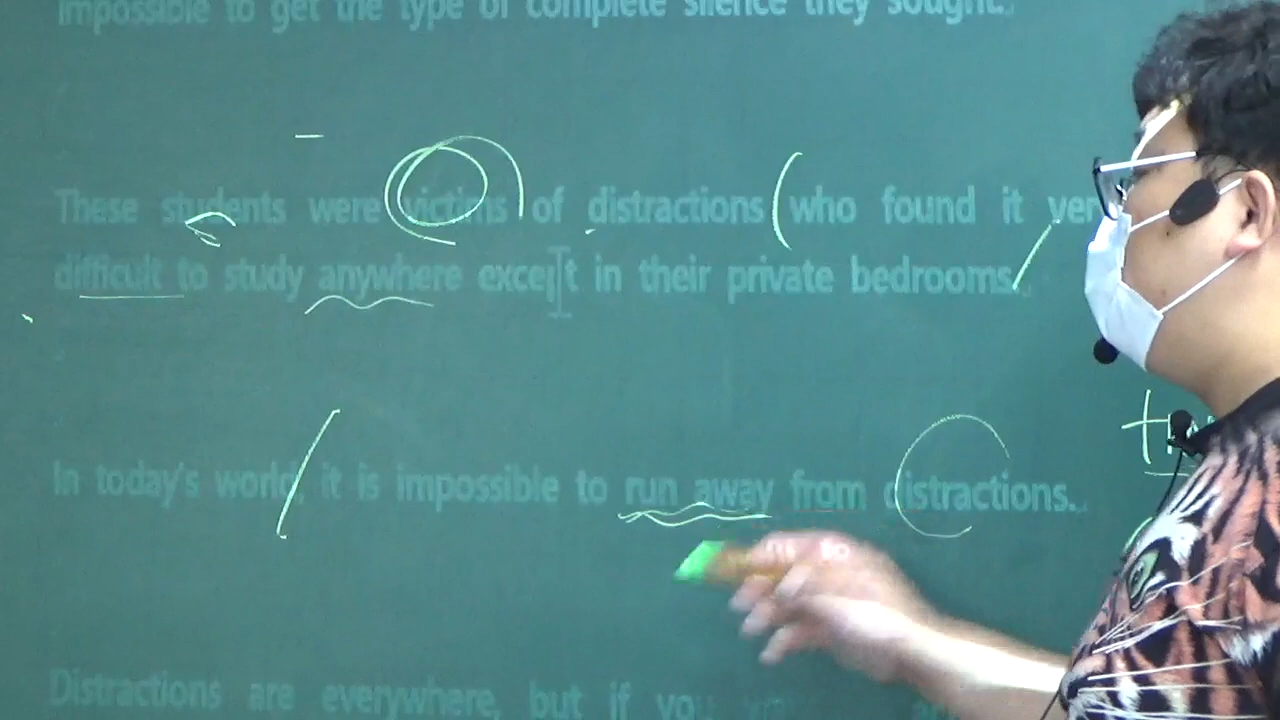 impossible to get the type of complete silence they sought.
These students were victims of distractions who found it
difficult to study anywhere except in their private bedrooms.
In today's world, it is impossible to run away from distractions.
Distractions are everywhere, but if you